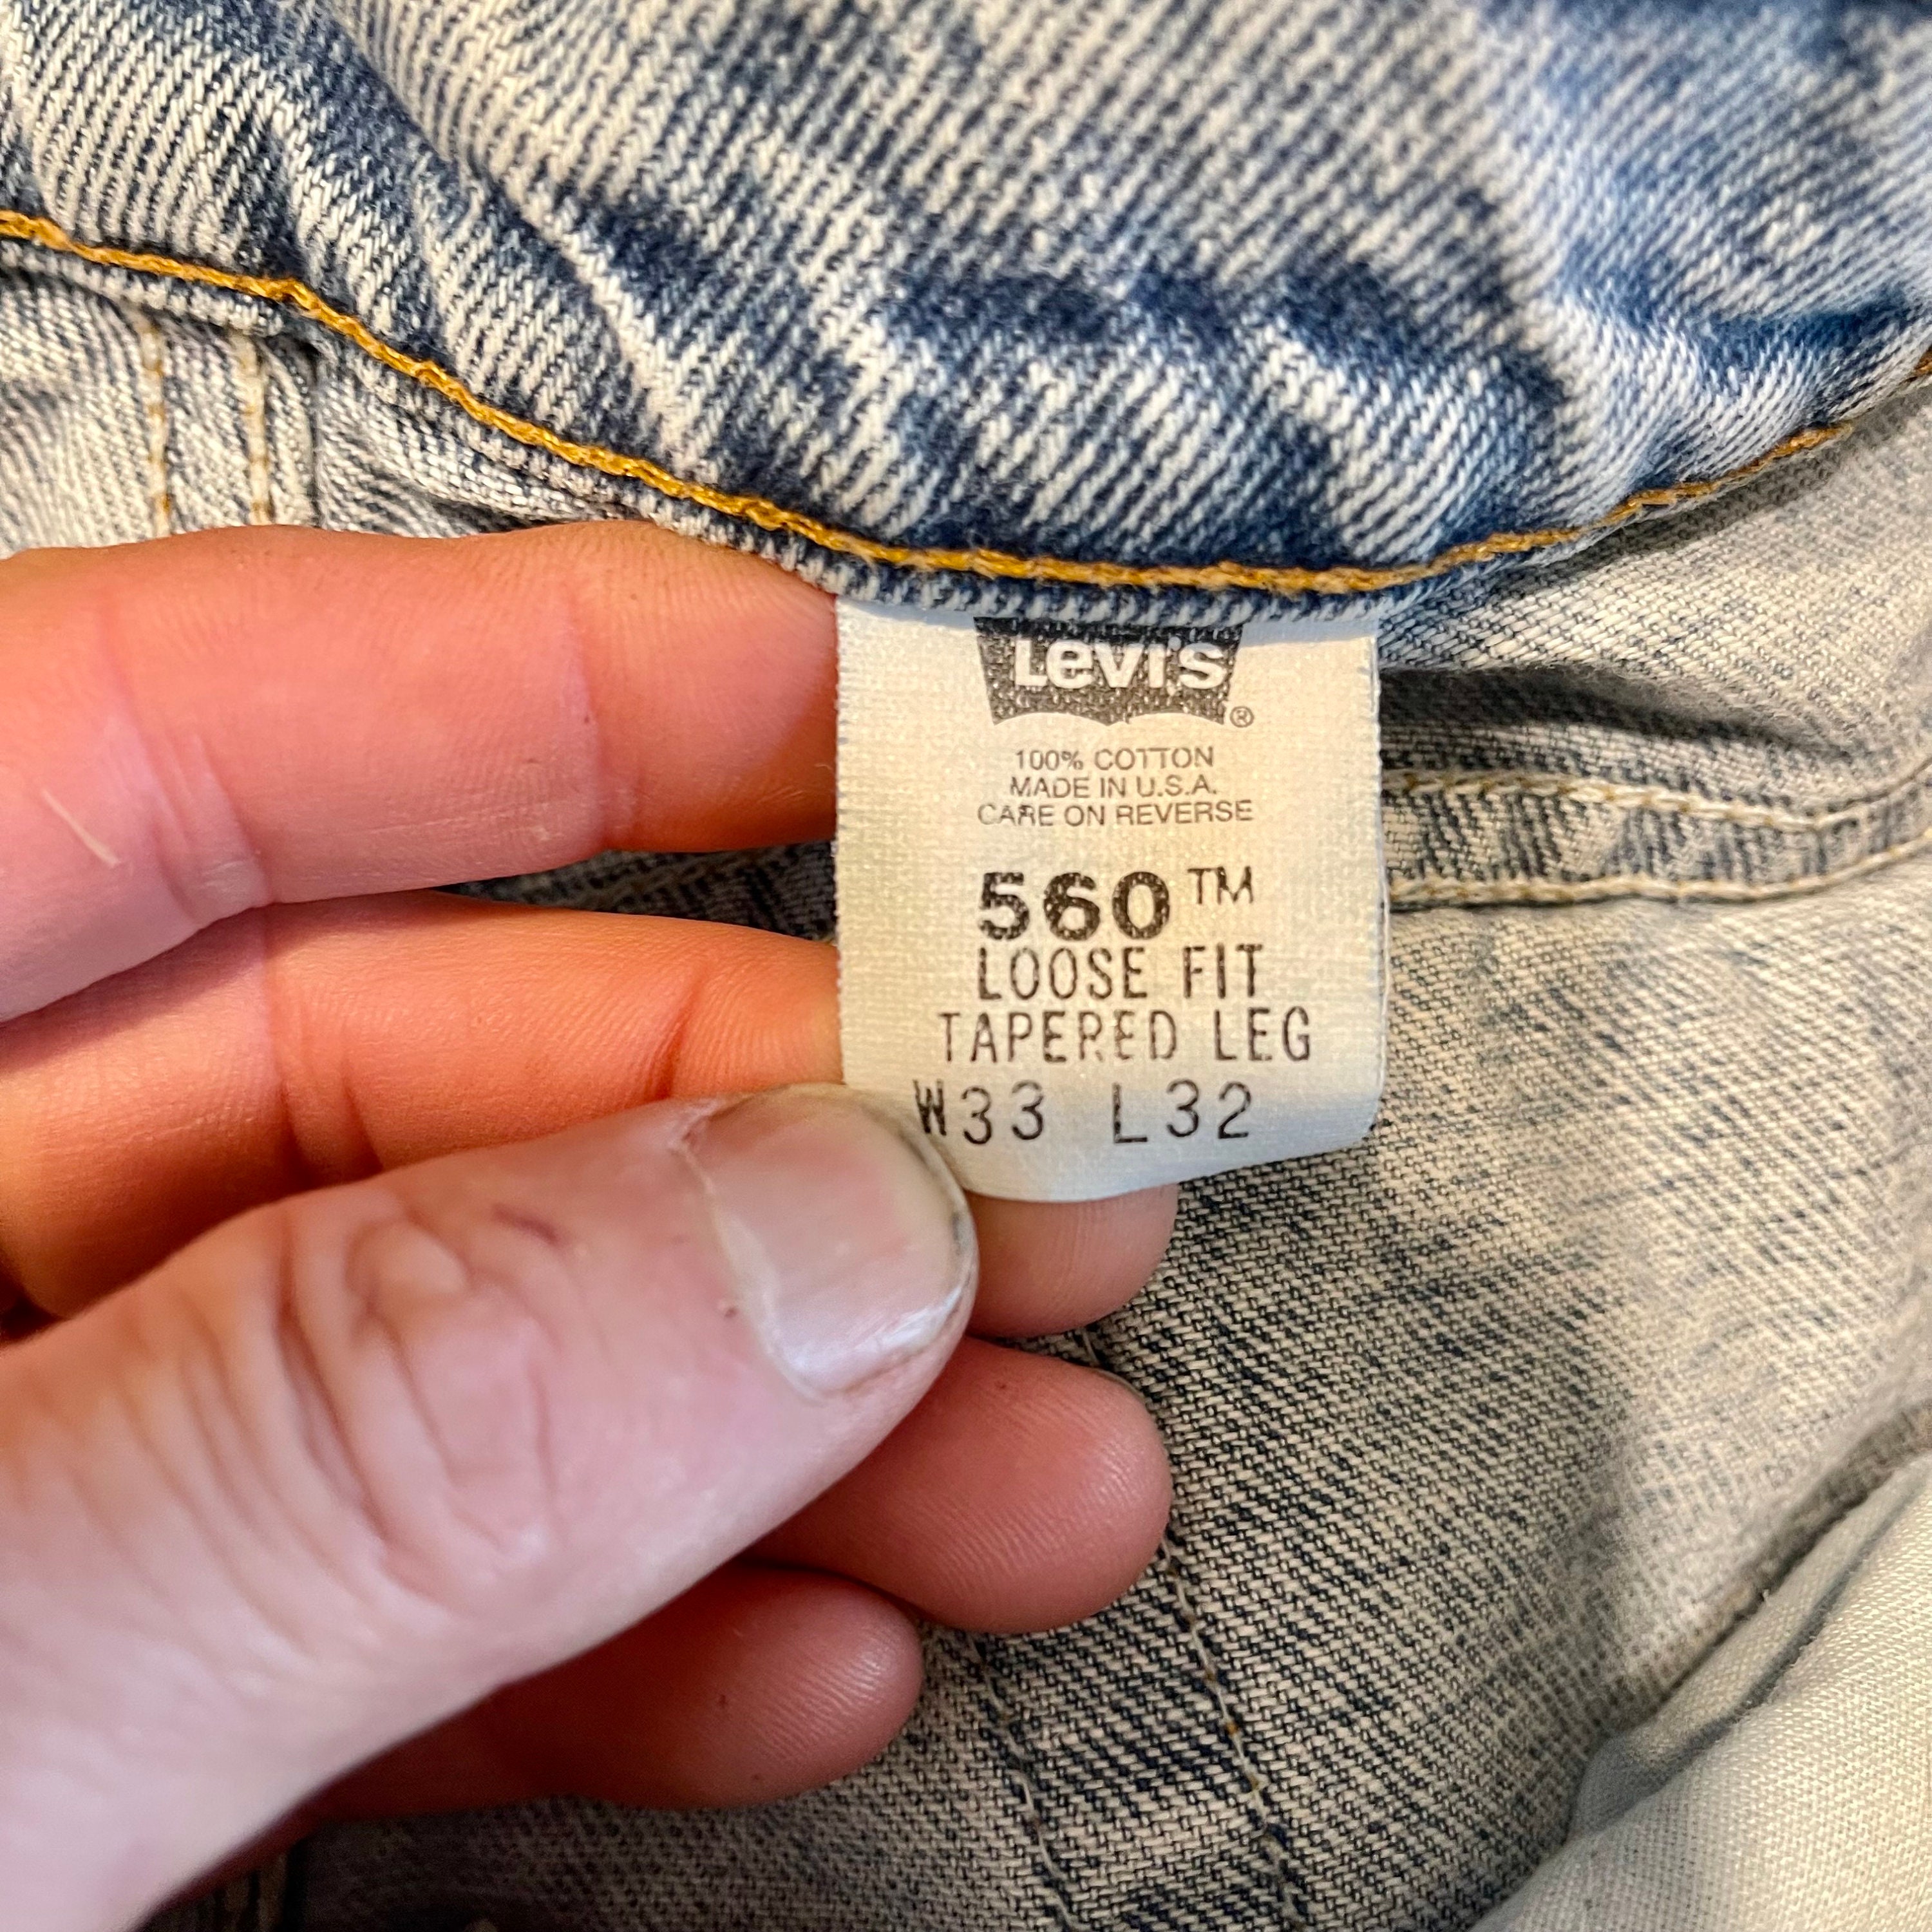 Levi's®
100% COTTON
MADE IN U.S.A.
CARE ON REVERSE
560™
LOOSE FIT
TAPERED LEG
W33 L32